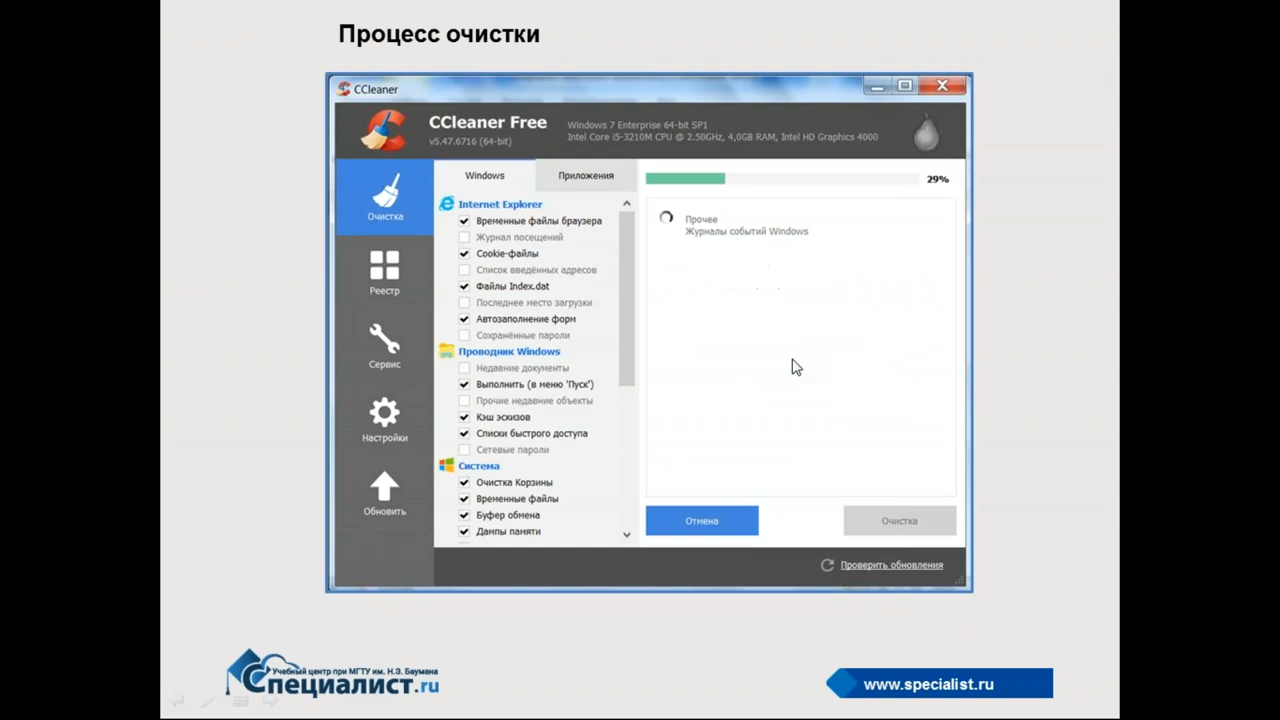 Процесс очистки
CCleaner
CCleaner Free
v5.47.6716 (64-bit)
Windows 7 Enterprise 64-bit SP1
Intel Core i5-3210M CPU @ 2.50GHz, 4,0GB RAM, Intel HD Graphics 4000
Очистка
Реестр
Сервис
Настройки
Обновить
Windows
Приложения
Internet Explorer
Временные файлы браузера
Журнал посещений
Cookie-файлы
Список введённых адресов
Файлы Index.dat
Последнее место загрузки
Автозаполнение форм
Сохранённые пароли
Проводник Windows
Недавние документы
Выполнить (в меню 'Пуск')
Прочие недавние объекты
Кэш эскизов
Списки быстрого доступа
Сетевые пароли
Система
Очистка Корзины
Временные файлы
Буфер обмена
Дампы памяти
29%
Прочее
Журналы событий Windows
Отмена
Очистка
Проверить обновления
Учебный центр при МГТУ им. Н.Э. Баумана
Специалист.ru
www.specialist.ru